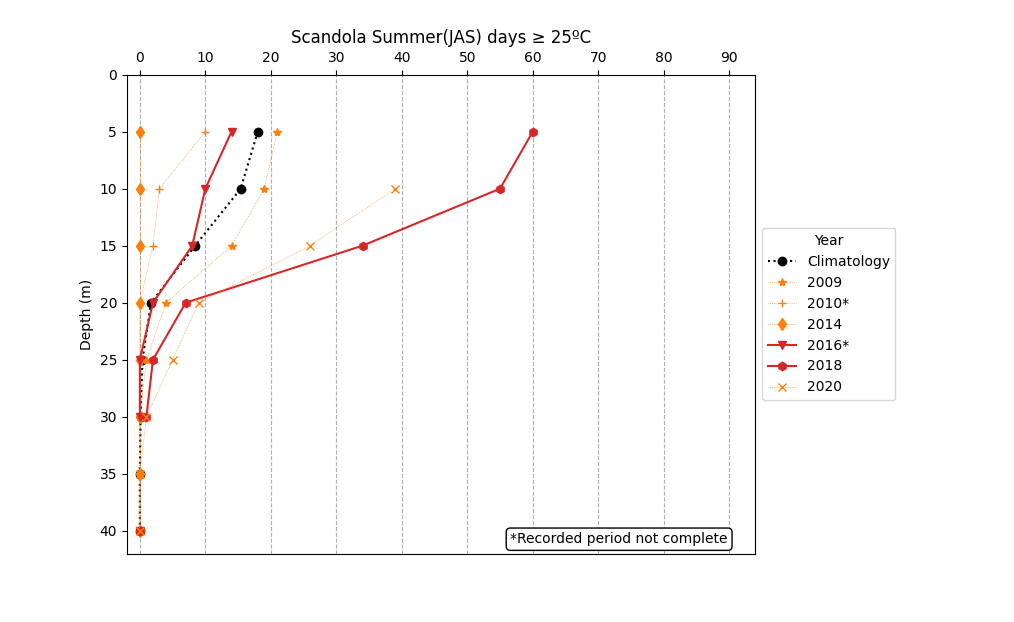 Scandola Summer(JAS) days ≥ 25ºC
0 10 20 30 40 50 60 70 80 90
0
5
10
15
20
25
30
35
40
Depth (m)
Year
Climatology
2009
2010*
2014
2016*
2018
2020
*Recorded period not complete